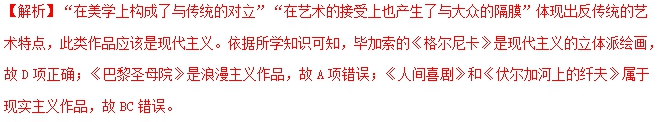 【解析】“在美学上构成了与传统的对立”“在艺术的接受上也产生了与大众的隔膜”体现出反传统的艺
术特点，此类作品应该是现代主义。依据所学知识可知，毕加索的《格尔尼卡》是现代主义的立体派绘画，
故 D 项正确；《巴黎圣母院》是浪漫主义作品，故 A 项错误；《人间喜剧》和《伏尔加河上的纤夫》属于
现实主义作品，故 BC 错误。